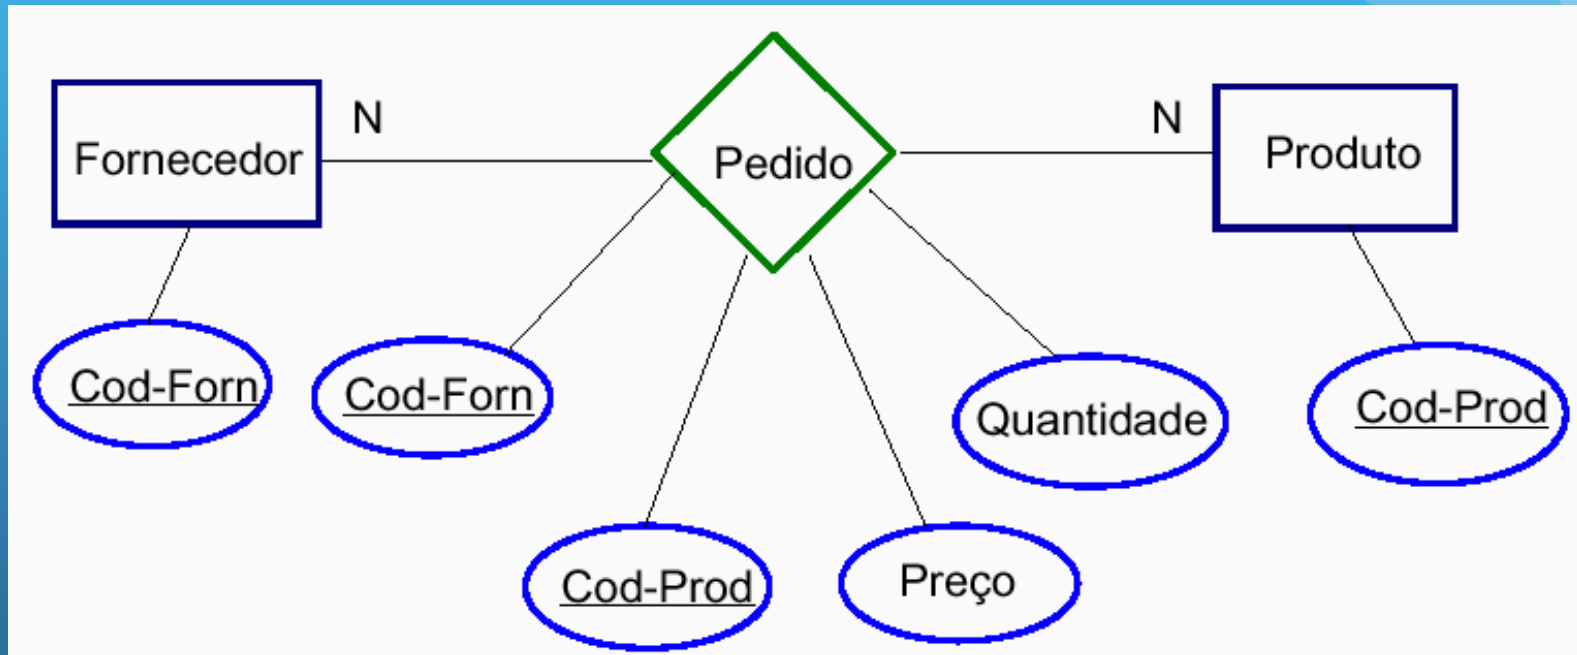 N
N
Fornecedor
Pedido
Produto
Cod-Forn
Cod-Forn
Quantidade
Cod-Prod
Cod-Prod
Preço